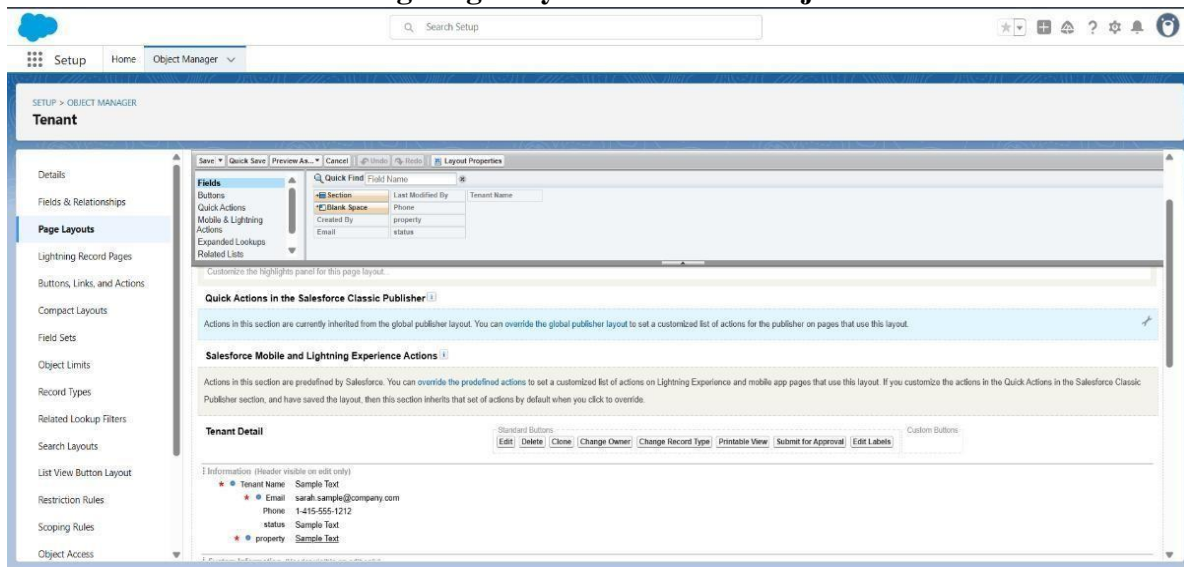 Search Setup
Setup Home Object Manager
SETUP > OBJECT MANAGER
Tenant
Details
Fields & Relationships
Page Layouts
Lightning Record Pages
Buttons, Links, and Actions
Compact Layouts
Field Sets
Object Limits
Record Types
Related Lookup Filters
Search Layouts
List View Button Layout
Restriction Rules
Scoping Rules
Object Access
Save Quick Save Preview As... Cancel Undo Redo Layout Properties
Fields
Buttons
Quick Actions
Mobile & Lightning
Actions
Expanded Lookups
Related Lists
Quick Find Field Name
Section Last Modified By Tenant Name
Blank Space Phone
Created By property
Email status
Customize the highlights panel for this page layout...
Quick Actions in the Salesforce Classic Publisher
Actions in this section are currently inherited from the global publisher layout. You can override the global publisher layout to set a customized list of actions for the publisher on pages that use this layout.
Salesforce Mobile and Lightning Experience Actions
Actions in this section are predefined by Salesforce. You can override the predefined actions to set a customized list of actions on Lightning Experience and mobile app pages that use this layout. If you customize the actions in the Quick Actions in the Salesforce Classic
Publisher section, and have saved the layout, then this section inherits that set of actions by default when you click to override.
Tenant Detail
Standard Buttons
Edit Delete Clone Change Owner Change Record Type Printable View Submit for Approval Edit Labels
Custom Buttons
Information (Header visible on edit only)
* Tenant Name Sample Text
* Email sarah.sample@company.com
Phone 1-415-555-1212
status Sample Text
* property Sample Text